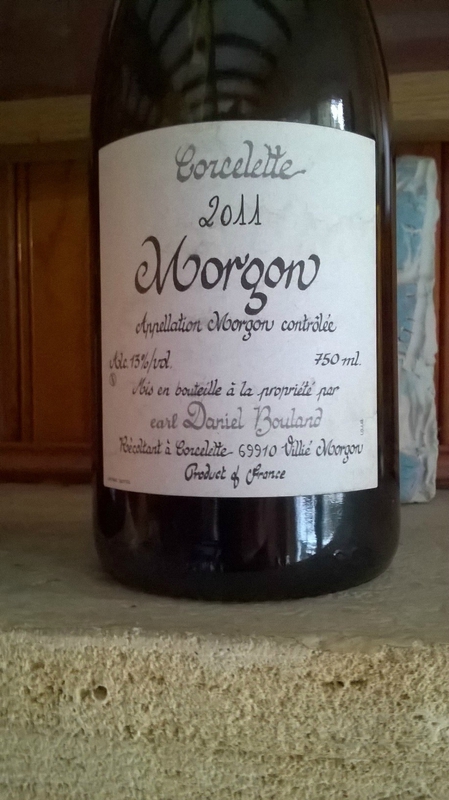 Corcelette
2011
Morgon
Appellation Morgon contrôlée
Alc. 13%/vol. 750 ml.
Mis en bouteille à la propriété par
earl Daniel Bouland
Récoltant à Corcelette - 69910 Villié Morgon
Product of France